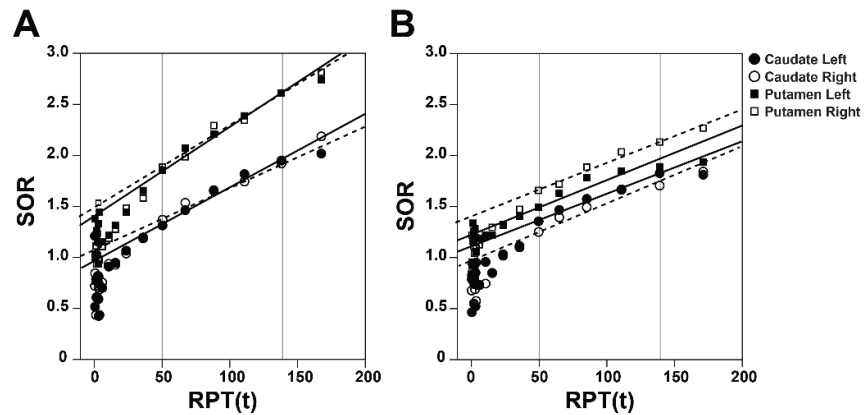 A
B
3.0
2.5
2.0
1.5
1.0
0.5
0
SOR
0
50
100
150
200
RPT(t)
3.0
2.5
2.0
1.5
1.0
0.5
0
SOR
0
50
100
150
200
RPT(t)
Caudate Left
Caudate Right
Putamen Left
Putamen Right